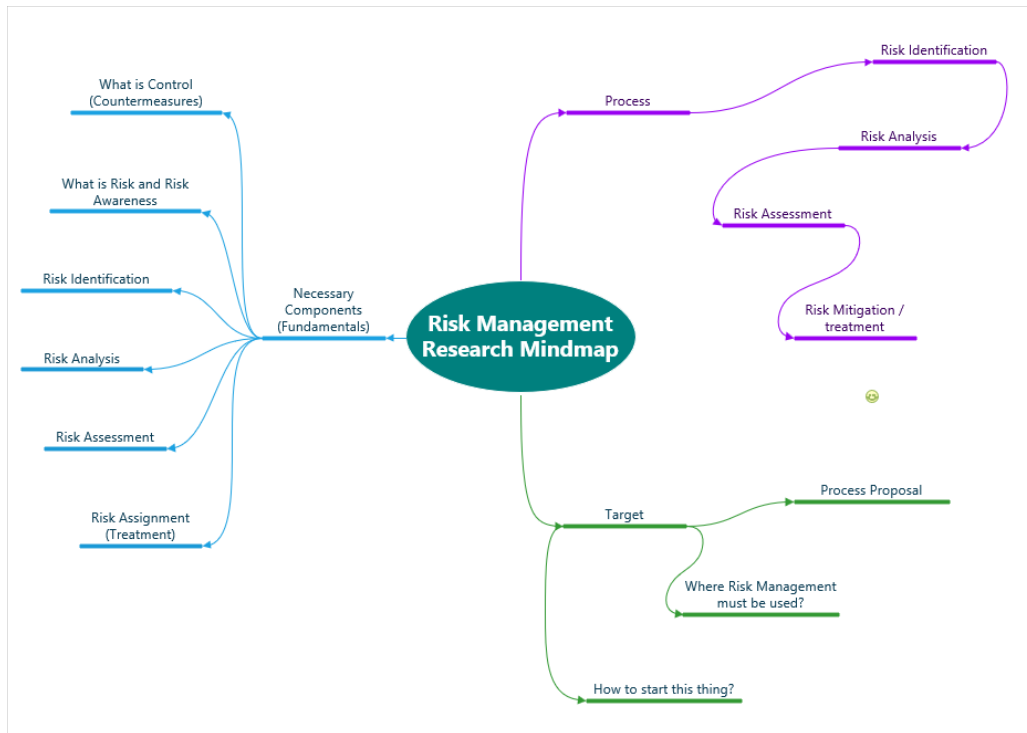 Risk Management
Research Mindmap
Process
Risk Identification
Risk Analysis
Risk Assessment
Risk Mitigation /
treatment
Target
Process Proposal
Where Risk Management
must be used?
How to start this thing?
Necessary
Components
(Fundamentals)
What is Control
(Countermeasures)
What is Risk and Risk
Awareness
Risk Identification
Risk Analysis
Risk Assessment
Risk Assignment
(Treatment)